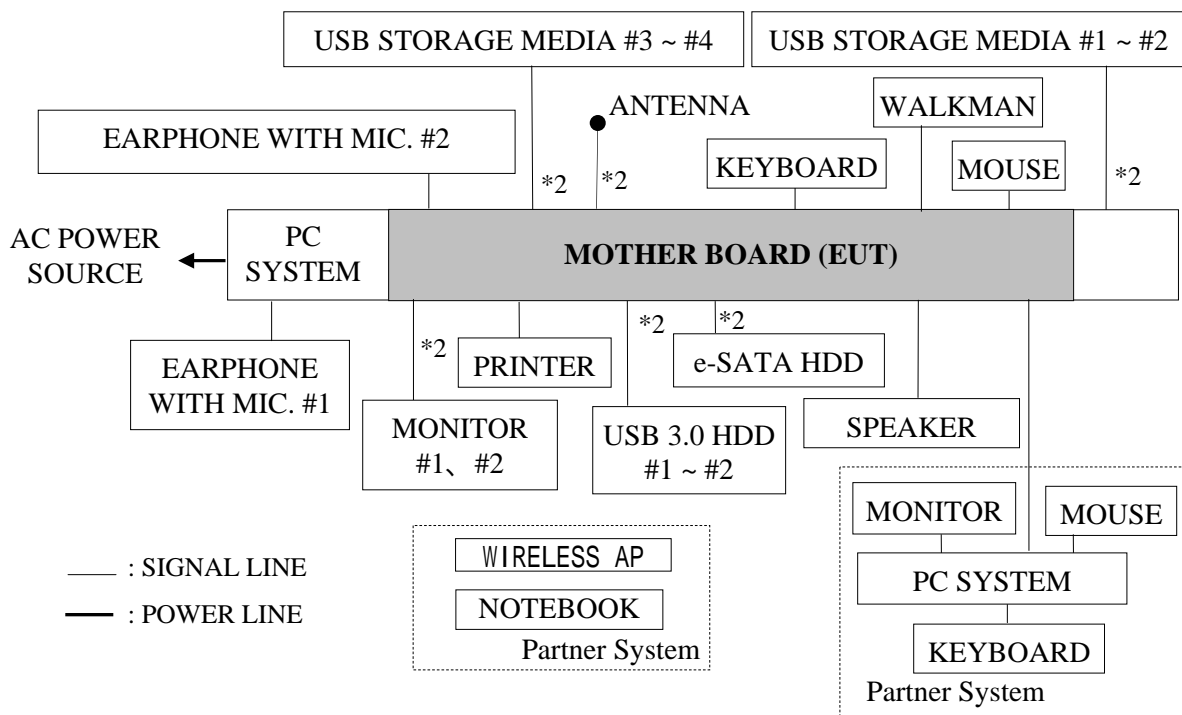 USB STORAGE MEDIA #3 ~ #4
USB STORAGE MEDIA #1 ~ #2
ANTENNA
WALKMAN
EARPHONE WITH MIC. #2
KEYBOARD
MOUSE
*2
*2
*2
AC POWER
SOURCE
PC
SYSTEM
MOTHER BOARD (EUT)
*2
*2
*2
EARPHONE
WITH MIC. #1
PRINTER
e-SATA HDD
MONITOR
#1、#2
USB 3.0 HDD
#1 ~ #2
SPEAKER
MONITOR
MOUSE
PC SYSTEM
KEYBOARD
Partner System
WIRELESS AP
NOTEBOOK
Partner System
: SIGNAL LINE
: POWER LINE